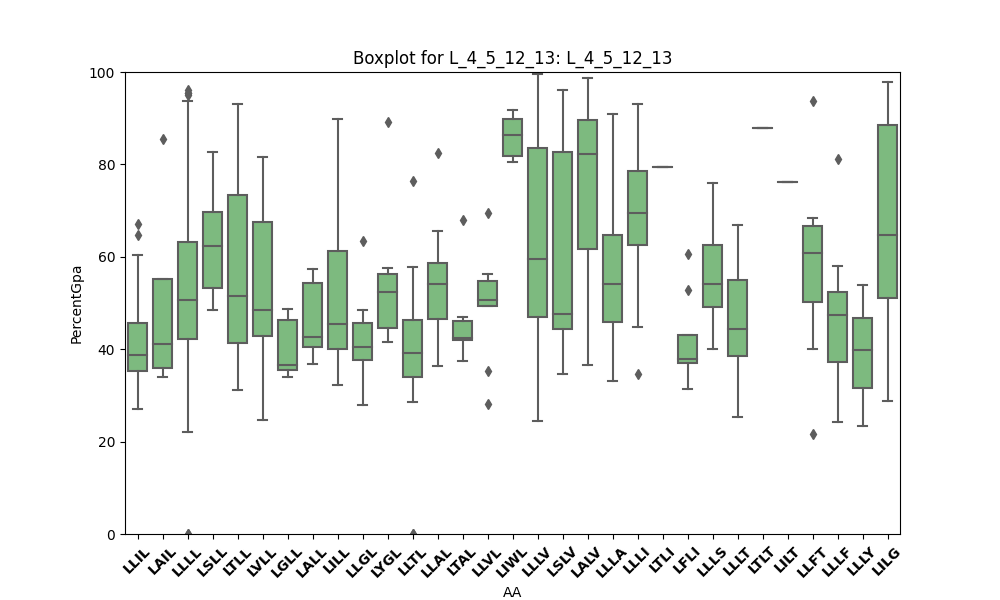 Boxplot for L_4_5_12_13: L_4_5_12_13
100
80
60
40
20
0
PercentGpa
LLIL LAIL LLLL LSLL LTLL LVLL LGLL LALL LILL LLGL LYGL LLTL LLAL LTAL LLVL LIWL LLLV LSLV LALV LLLA LLLI LTLI LFLI LLLS LLLT LTLT LILT LLFT LLLF LLLY LILG
AA